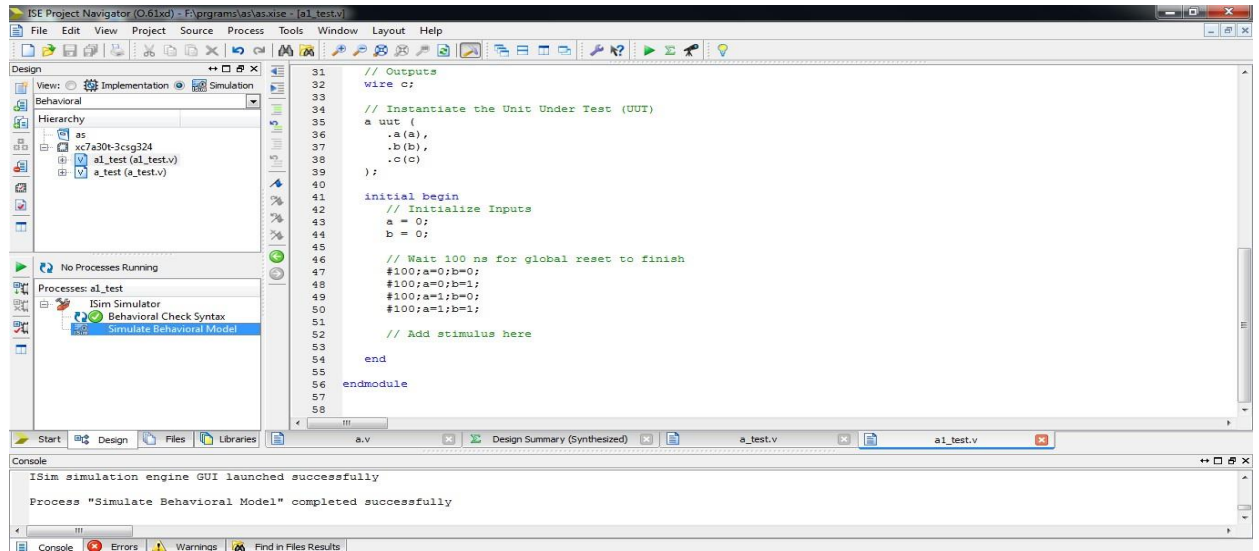 ISE Project Navigator (O.61xd) - F:\prgrams\as\as.xise - [a1_test.v]
File Edit View Project Source Process Tools Window Layout Help
Design
View: Implementation Simulation
Behavioral
Hierarchy
as
xc7a30t-3csg324
a1_test (a1_test.v)
a_test (a_test.v)
No Processes Running
Processes: a1_test
ISim Simulator
Behavioral Check Syntax
Simulate Behavioral Model
Start Design Files Libraries
31 // Outputs
32 wire c;
33
34 // Instantiate the Unit Under Test (UUT)
35 a uut (
36 .a(a),
37 .b(b),
38 .c(c)
39 );
40
41 initial begin
42 // Initialize Inputs
43 a = 0;
44 b = 0;
45
46 // Wait 100 ns for global reset to finish
47 #100;a=0;b=0;
48 #100;a=0;b=1;
49 #100;a=1;b=0;
50 #100;a=1;b=1;
51
52 // Add stimulus here
53
54 end
55
56 endmodule
57
58
a.v Design Summary (Synthesized) a_test.v a1_test.v
Console
ISim simulation engine GUI launched successfully
Process "Simulate Behavioral Model" completed successfully
Console Errors Warnings Find in Files Results